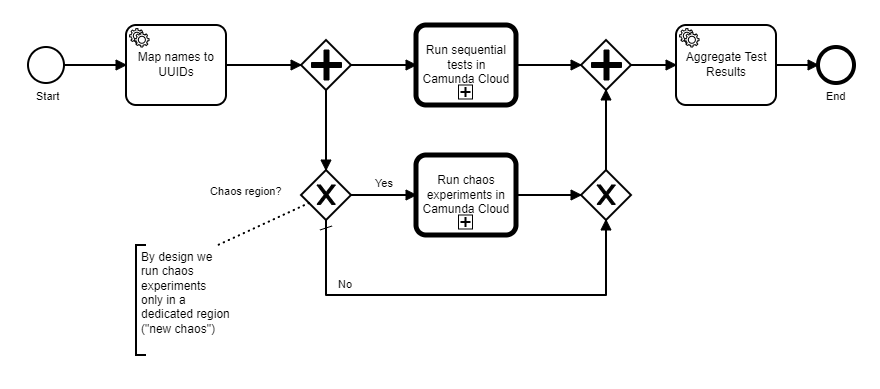 Map names to
UUIDs
Run sequential
tests in
Camunda Cloud
Aggregate Test
Results
Start
End
Chaos region?
Yes
Run chaos
experiments in
Camunda Cloud
By design we
run chaos
experiments
only in a
dedicated region
("new chaos")
No